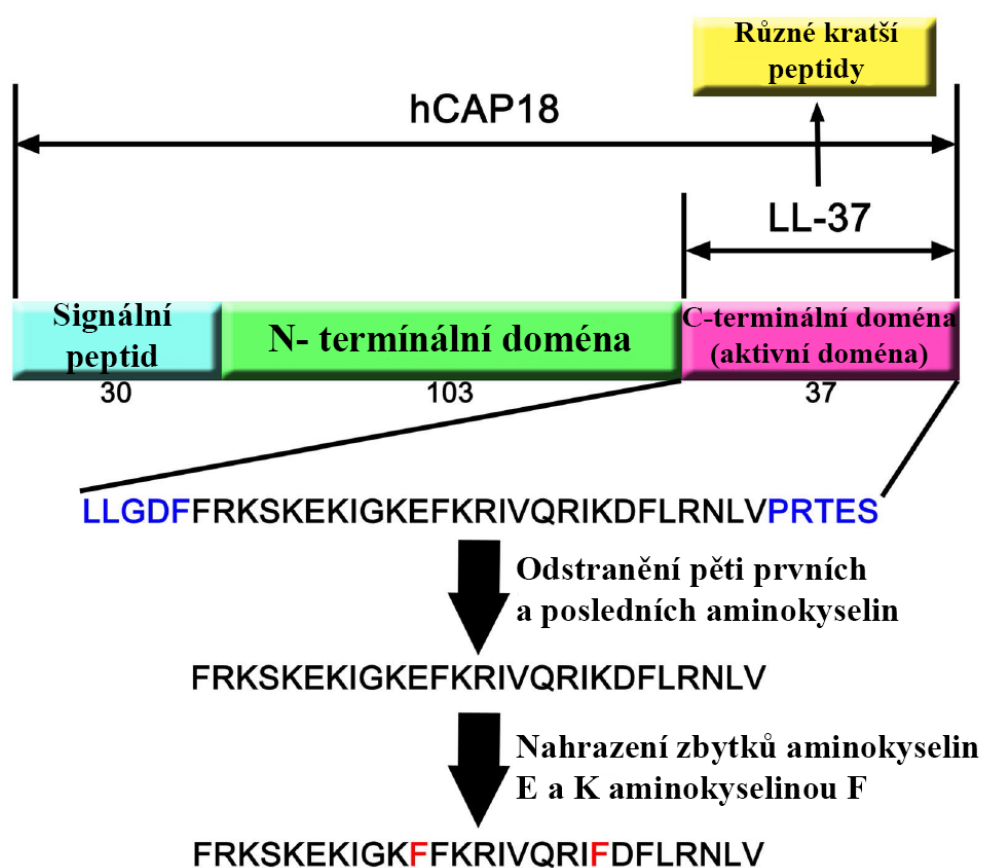 Různé kratší
peptidy
hCAP18
LL-37
Signální
peptid
N- termínální doména
C-terminální doména
(aktivní doména)
30
103
37
LLGDFFRKSKEKIGKEFKRIVQRIKDFLRNLVPRTES
Odstranění pěti prvních
a posledních aminokyselin
FRKSKEKIGKEFKRIVQRIKDFLRNLV
Nahrazení zbytků aminokyselin
E a K aminokyselinou F
FRKSKEKIGKFFKRIVQRIFDFLRNLV